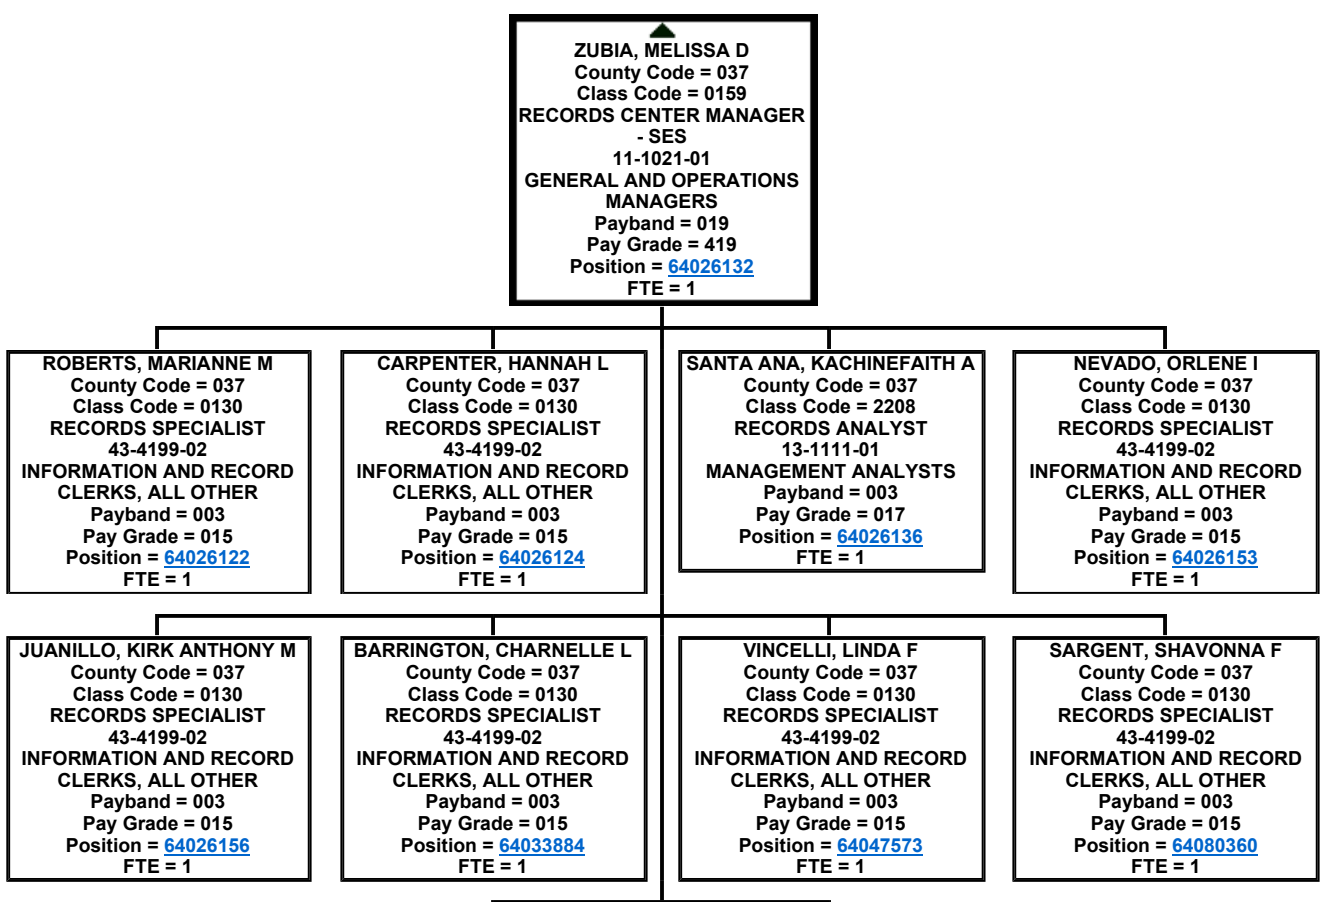 ZUBIA, MELISSA D
County Code = 037
Class Code = 0159
RECORDS CENTER MANAGER
- SES
11-1021-01
GENERAL AND OPERATIONS
MANAGERS
Payband = 019
Pay Grade = 419
Position = 64026132
FTE = 1
ROBERTS, MARIANNE M
County Code = 037
Class Code = 0130
RECORDS SPECIALIST
43-4199-02
INFORMATION AND RECORD
CLERKS, ALL OTHER
Payband = 003
Pay Grade = 015
Position = 64026122
FTE = 1
CARPENTER, HANNAH L
County Code = 037
Class Code = 0130
RECORDS SPECIALIST
43-4199-02
INFORMATION AND RECORD
CLERKS, ALL OTHER
Payband = 003
Pay Grade = 015
Position = 64026124
FTE = 1
SANTA ANA, KACHINEFAITH A
County Code = 037
Class Code = 2208
RECORDS ANALYST
13-1111-01
MANAGEMENT ANALYSTS
Payband = 003
Pay Grade = 017
Position = 64026136
FTE = 1
NEVADO, ORLENE I
County Code = 037
Class Code = 0130
RECORDS SPECIALIST
43-4199-02
INFORMATION AND RECORD
CLERKS, ALL OTHER
Payband = 003
Pay Grade = 015
Position = 64026153
FTE = 1
JUANILLO, KIRK ANTHONY M
County Code = 037
Class Code = 0130
RECORDS SPECIALIST
43-4199-02
INFORMATION AND RECORD
CLERKS, ALL OTHER
Payband = 003
Pay Grade = 015
Position = 64026156
FTE = 1
BARRINGTON, CHARNELLE L
County Code = 037
Class Code = 0130
RECORDS SPECIALIST
43-4199-02
INFORMATION AND RECORD
CLERKS, ALL OTHER
Payband = 003
Pay Grade = 015
Position = 64033884
FTE = 1
VINCELLI, LINDA F
County Code = 037
Class Code = 0130
RECORDS SPECIALIST
43-4199-02
INFORMATION AND RECORD
CLERKS, ALL OTHER
Payband = 003
Pay Grade = 015
Position = 64047573
FTE = 1
SARGENT, SHAVONNA F
County Code = 037
Class Code = 0130
RECORDS SPECIALIST
43-4199-02
INFORMATION AND RECORD
CLERKS, ALL OTHER
Payband = 003
Pay Grade = 015
Position = 64080360
FTE = 1